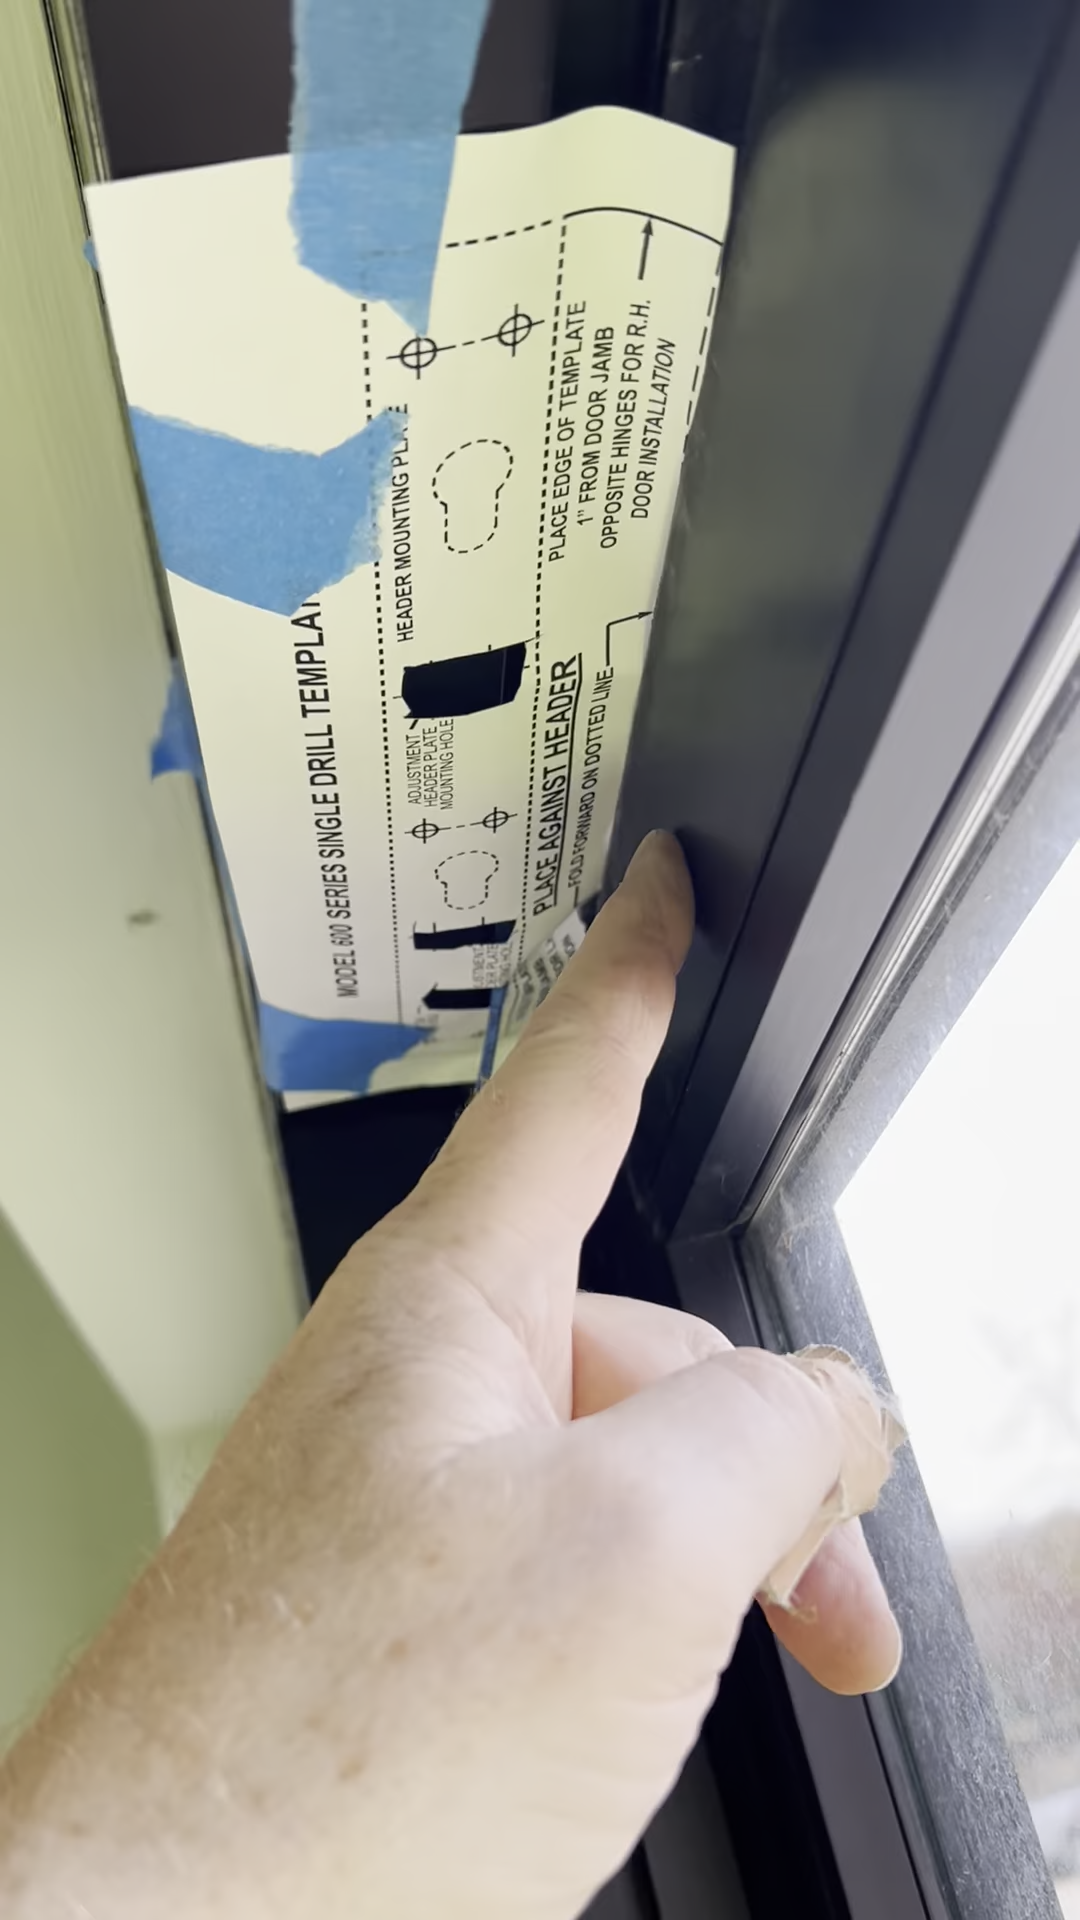 MODEL 600 SERIES SINGLE DRILL
HEADER MOUNTING PLATE
ADJUSTMENT
HEADER PLATE
MOUNTING HOLE
PLACE EDGE OF TEMPLATE
1" FROM DOOR JAMB
OPPOSITE HINGES FOR R.H.
DOOR INSTALLATION
PLACE AGAINST HEADER
FOLD FORWARD ON DOTTED LINE